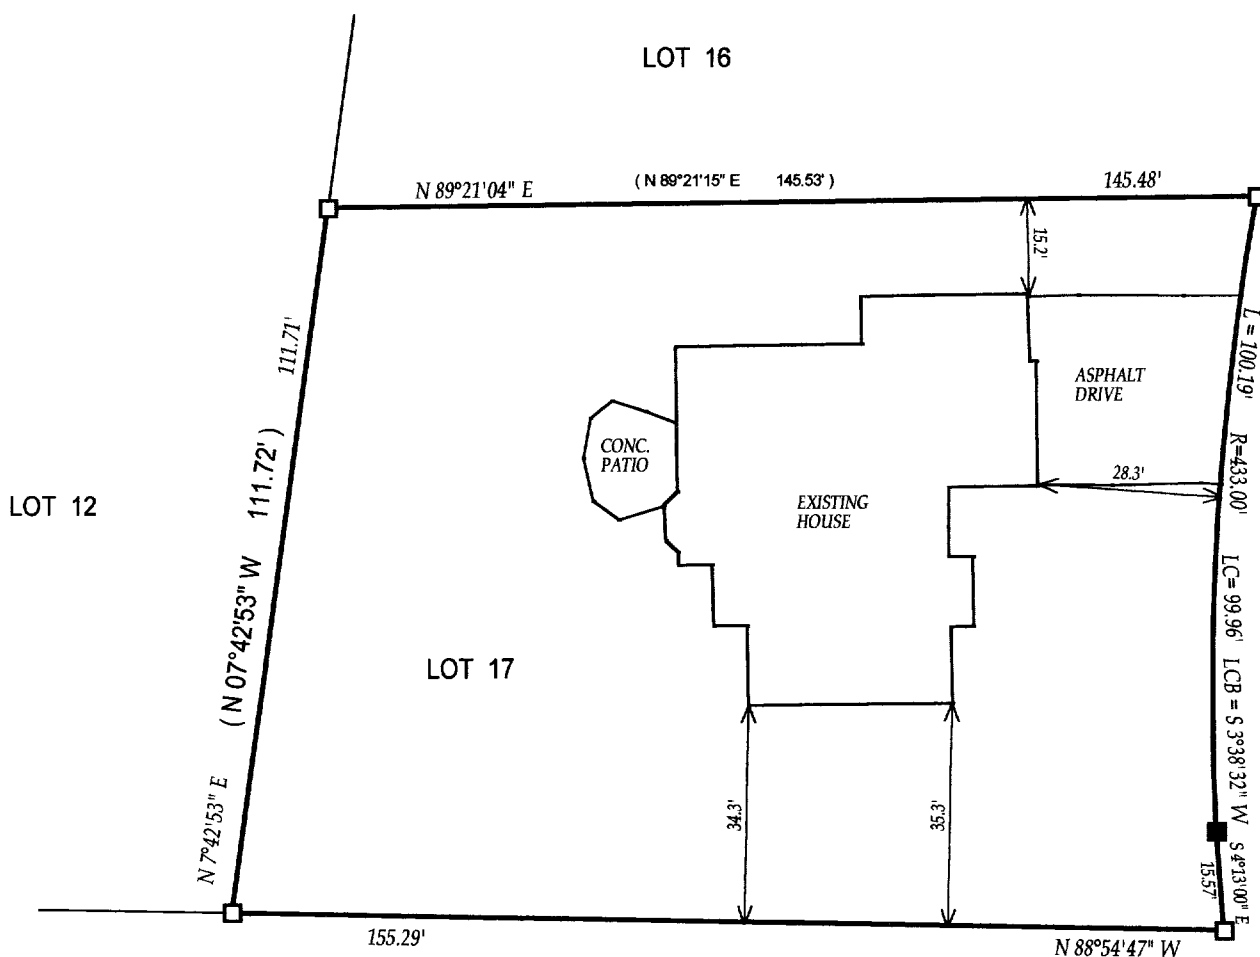 LOT 16
N 89°21'04" E
( N 89°21'15" E 145.53' )
145.48'
15.2'
111.71'
L = 100.19'
ASPHALT
DRIVE
( N 07°42'53" W 111.72' )
CONC.
PATIO
R=433.00'
28.3'
LOT 12
EXISTING
HOUSE
LC= 99.96'
LOT 17
LCB = S 3°38'32" W
34.3'
35.3'
N 7°42'53" E
S 4°13'00" E
15.57'
155.29'
N 88°54'47" W